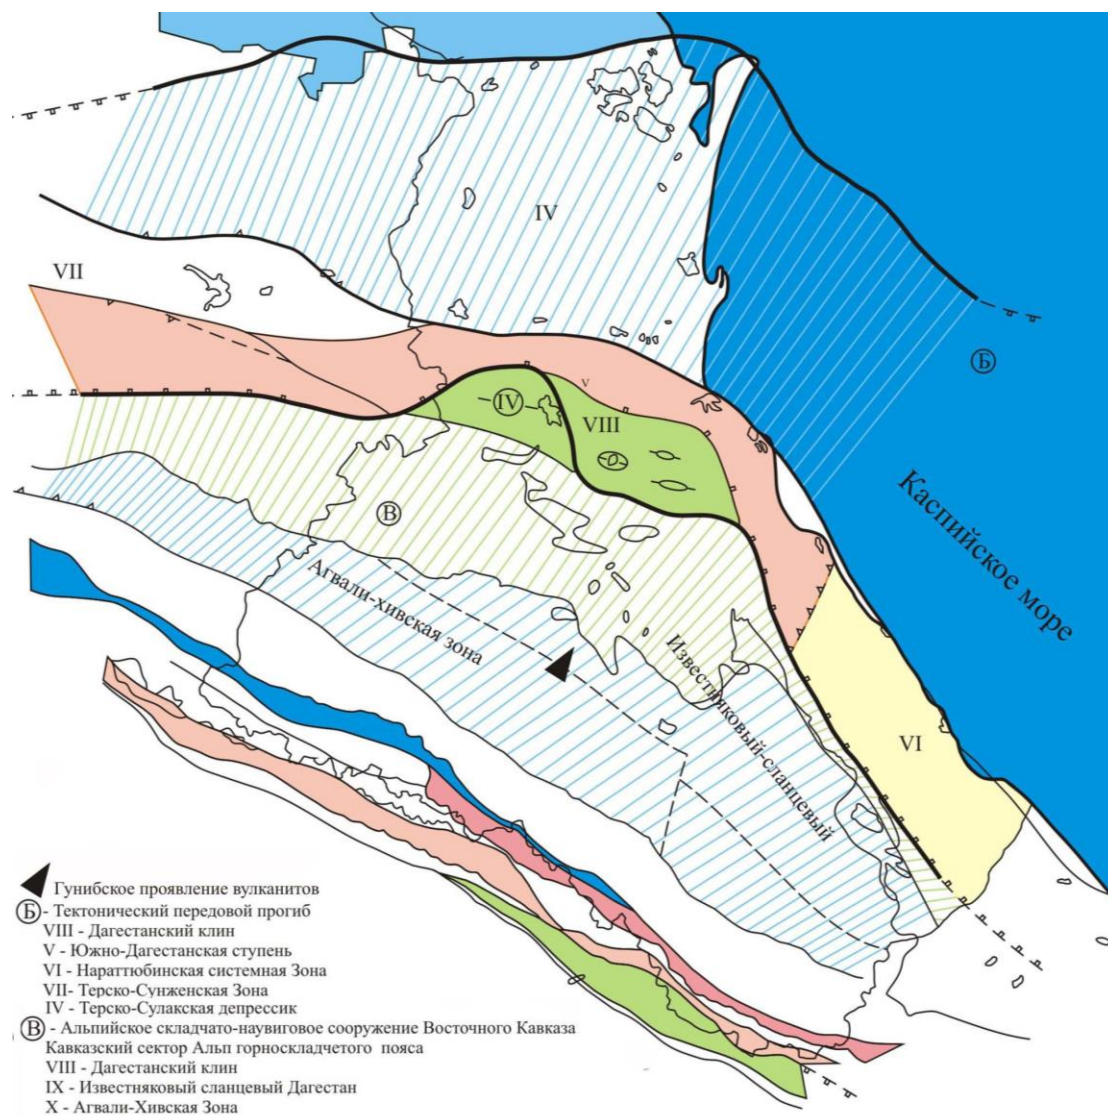 IV
VII
Б
V
IV
VIII
В
Каспийское море
Агвали-хивская зона
Известняковый-сланцевый
VI
Гунибское проявление вулканитов
Б - Тектонический передовой прогиб
VIII - Дагестанский клин
V - Южно-Дагестанская ступень
VI - Нараттюбинская системная Зона
VII- Терско-Сунженская Зона
IV - Терско-Сулакская депрессик
В - Альпийское складчато-наувиговое сооружение Восточного Кавказа
Кавказский сектор Альп горноскладчетого пояса
VIII - Дагестанский клин
IX - Известняковый сланцевый Дагестан
X - Агвали-Хивская Зона